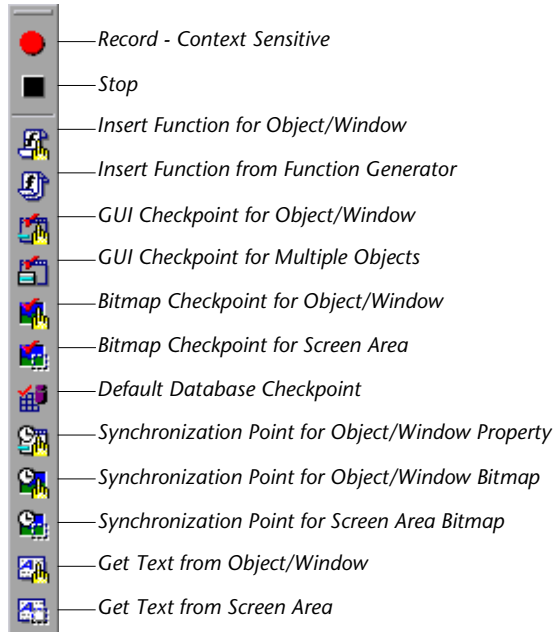 Record - Context Sensitive
Stop
Insert Function for Object/Window
Insert Function from Function Generator
GUI Checkpoint for Object/Window
GUI Checkpoint for Multiple Objects
Bitmap Checkpoint for Object/Window
Bitmap Checkpoint for Screen Area
Default Database Checkpoint
Synchronization Point for Object/Window Property
Synchronization Point for Object/Window Bitmap
Synchronization Point for Screen Area Bitmap
Get Text from Object/Window
Get Text from Screen Area